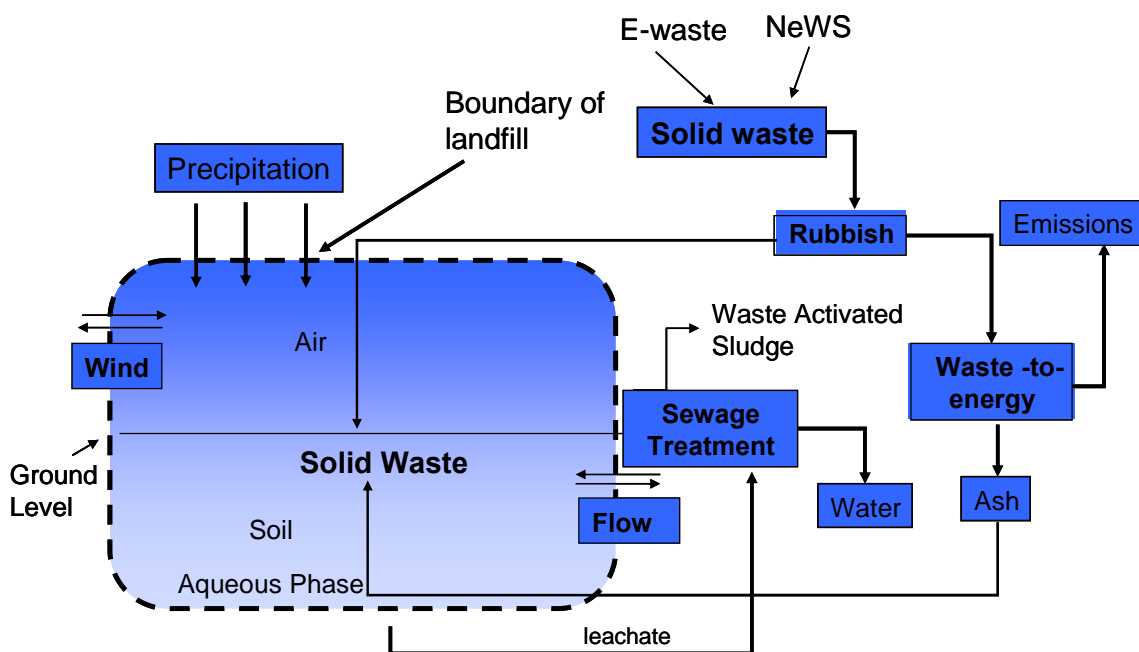 E-waste
NeWS
Boundary of
landfill
Solid waste
Precipitation
Rubbish
Emissions
Waste Activated
Sludge
Air
Wind
Waste -to-
energy
Sewage
Treatment
Ground
Level
Solid Waste
Soil
Flow
Water
Ash
Aqueous Phase
leachate